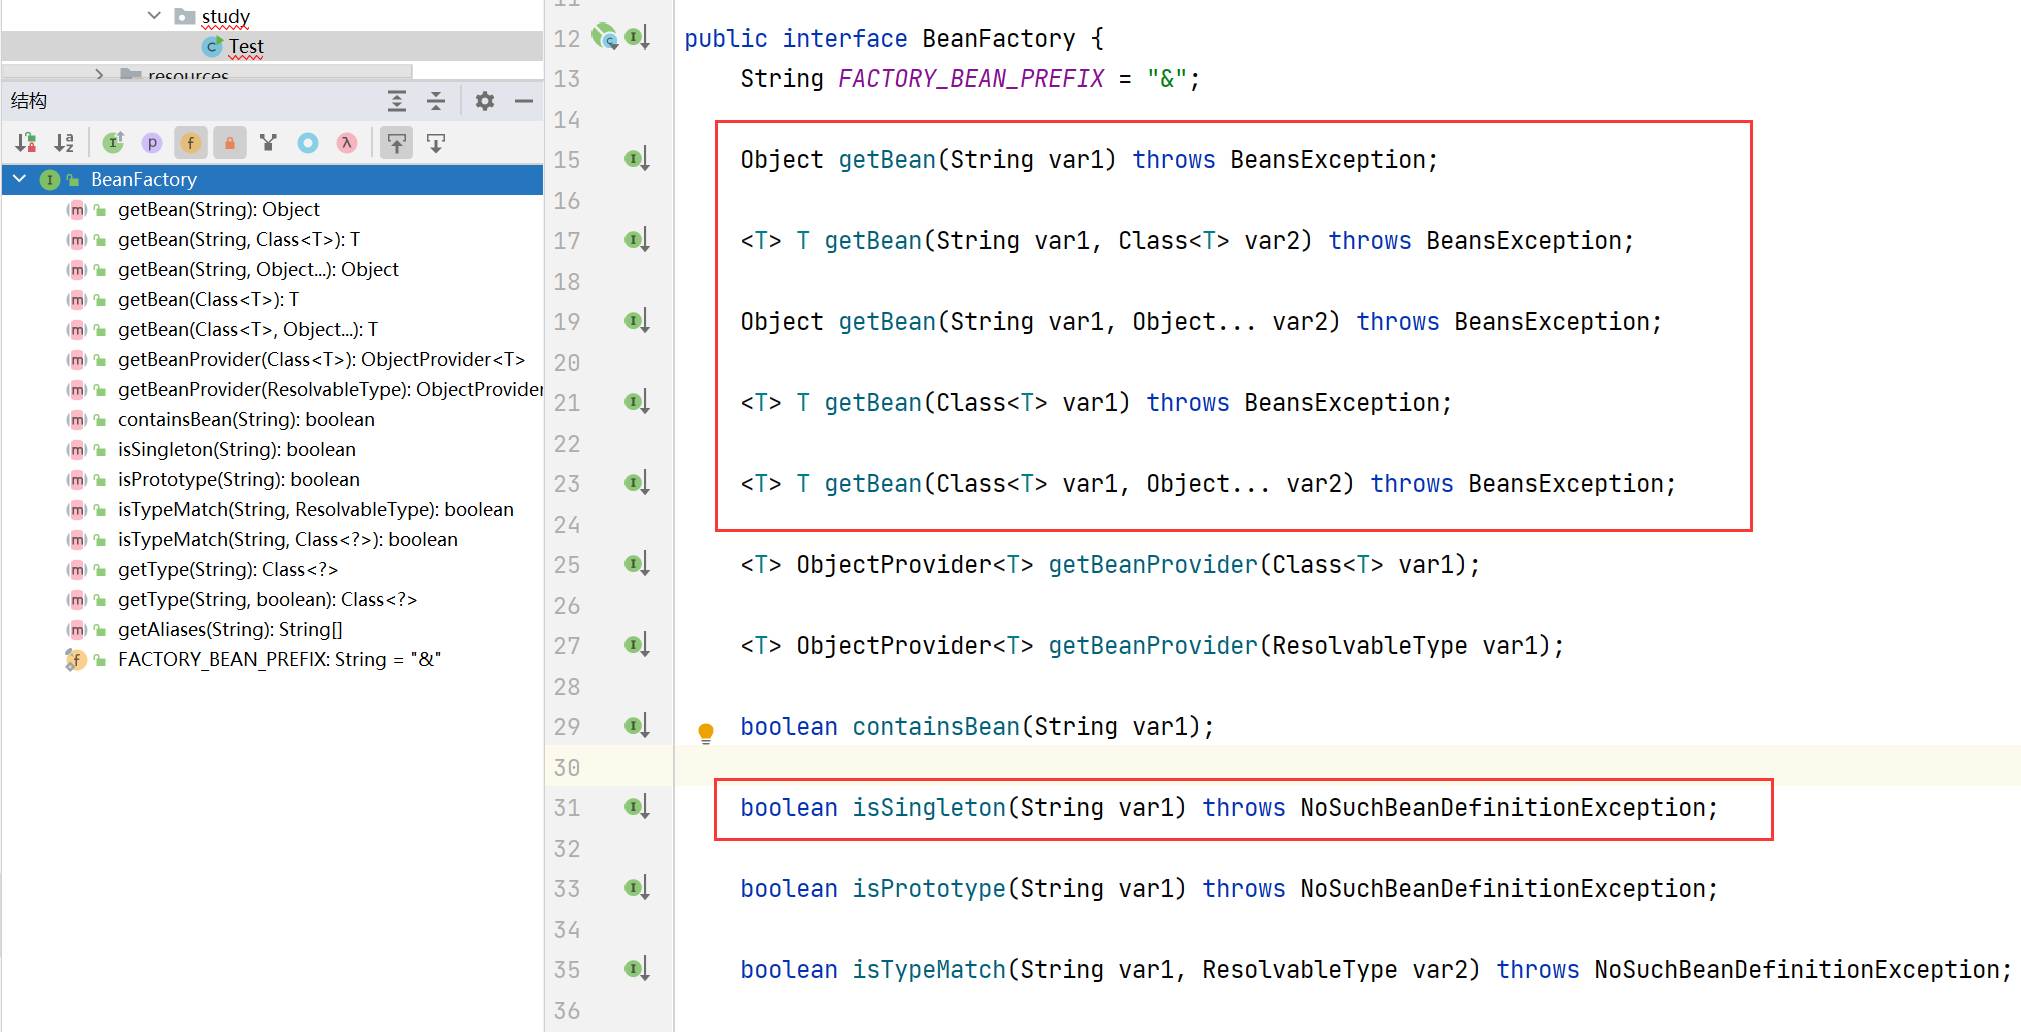 study
Test
resources
结构
BeanFactory
getBean(String): Object
getBean(String, Class<T>): T
getBean(String, Object...): Object
getBean(Class<T>): T
getBean(Class<T>, Object...): T
getBeanProvider(Class<T>): ObjectProvider<T>
getBeanProvider(ResolvableType): ObjectProvider
containsBean(String): boolean
isSingleton(String): boolean
isPrototype(String): boolean
isTypeMatch(String, ResolvableType): boolean
isTypeMatch(String, Class<?>): boolean
getType(String): Class<?>
getType(String, boolean): Class<?>
getAliases(String): String[]
FACTORY_BEAN_PREFIX: String = "&"
11
12 public interface BeanFactory {
13 String FACTORY_BEAN_PREFIX = "&";
14
15 Object getBean(String var1) throws BeansException;
16
17 <T> T getBean(String var1, Class<T> var2) throws BeansException;
18
19 Object getBean(String var1, Object... var2) throws BeansException;
20
21 <T> T getBean(Class<T> var1) throws BeansException;
22
23 <T> T getBean(Class<T> var1, Object... var2) throws BeansException;
24
25 <T> ObjectProvider<T> getBeanProvider(Class<T> var1);
26
27 <T> ObjectProvider<T> getBeanProvider(ResolvableType var1);
28
29 boolean containsBean(String var1);
30
31 boolean isSingleton(String var1) throws NoSuchBeanDefinitionException;
32
33 boolean isPrototype(String var1) throws NoSuchBeanDefinitionException;
34
35 boolean isTypeMatch(String var1, ResolvableType var2) throws NoSuchBeanDefinitionException;
36